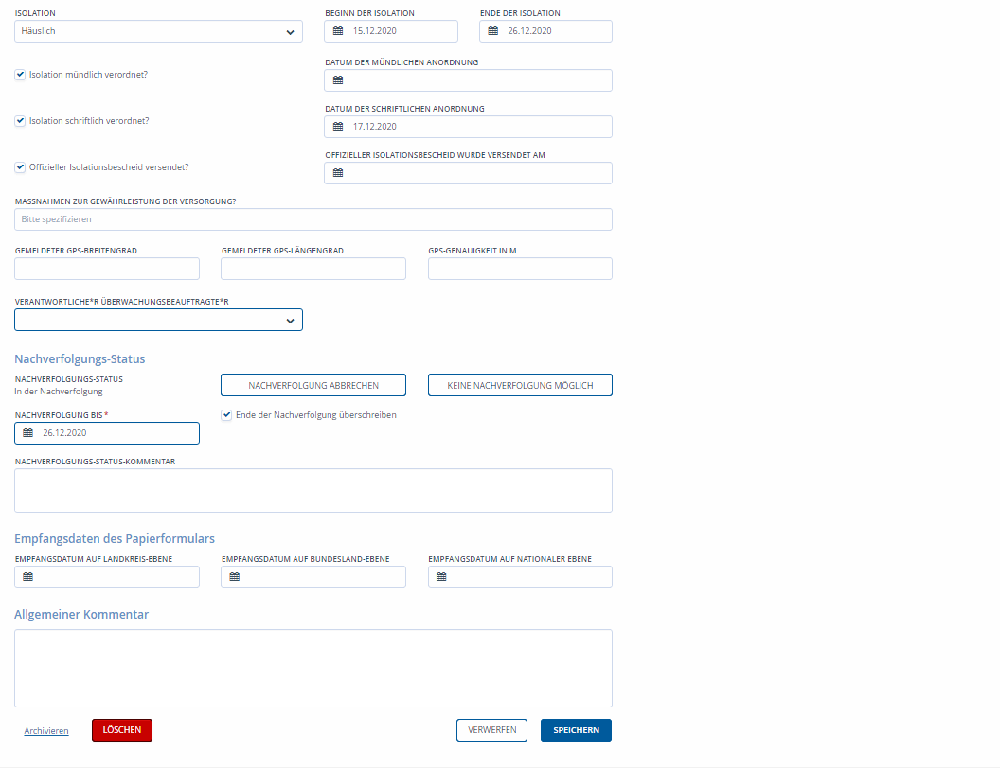 ISOLATION
BEGINN DER ISOLATION
ENDE DER ISOLATION
Häuslich
15.12.2020
26.12.2020
Isolation mündlich verordnet?
DATUM DER MÜNDLICHEN ANORDNUNG
Isolation schriftlich verordnet?
DATUM DER SCHRIFTLICHEN ANORDNUNG
17.12.2020
Offizieller Isolationsbescheid versendet?
OFFIZIELLER ISOLATIONSBESCHEID WURDE VERSENDET AM
MASSNAHMEN ZUR GEWÄHRLEISTUNG DER VERSORGUNG?
Bitte spezifizieren
GEMELDETER GPS-BREITENGRAD
GEMELDETER GPS-LÄNGENGRAD
GPS-GENAUIGKEIT IN M
VERANTWORTLICHE*R ÜBERWACHUNGSBEAUFTRAGTE*R
Nachverfolgungs-Status
NACHVERFOLGUNGS-STATUS
In der Nachverfolgung
NACHVERFOLGUNG ABBRECHEN
KEINE NACHVERFOLGUNG MÖGLICH
NACHVERFOLGUNG BIS *
26.12.2020
Ende der Nachverfolgung überschreiben
NACHVERFOLGUNGS-STATUS-KOMMENTAR
Empfangsdaten des Papierformulars
EMPFANGSDATUM AUF LANDKREIS-EBENE
EMPFANGSDATUM AUF BUNDESLAND-EBENE
EMPFANGSDATUM AUF NATIONALER EBENE
Allgemeiner Kommentar
Archivieren
LÖSCHEN
VERWERFEN
SPEICHERN